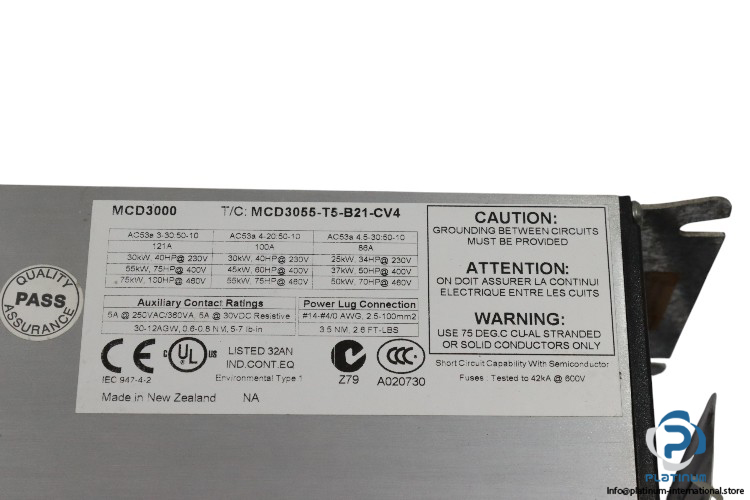 MCD3000 T/C: MCD3055-T5-B21-CV4
AC53a 3-30:50-10 AC53a 4-20:50-10 AC53a 4.5-30:50-10
121A 100A 86A
30kW, 40HP@ 230V 30kW, 40HP@ 230V 25kW, 34HP@ 230V
55kW, 75HP@ 400V 45kW, 60HP@ 400V 37kW, 50HP@ 400V
75kW, 100HP@ 460V 55kW, 75HP@ 460V 50kW, 70HP@ 460V
Auxiliary Contact Ratings
5A @ 250VAC/360VA, 5A @ 30VDC Resistive
30-12AGW, 0.6-0.8 NM, 5-7 lb-in
Power Lug Connection
#14-#4/0 AWG, 2.5-100mm2
3.5 NM, 2.6 FT-LBS
CE
IEC 947-4-2
C UL US
LISTED 32AN
IND.CONT.EQ
Environmental Type 1
Z79
CCC
A020730
Made in New Zealand NA
CAUTION:
GROUNDING BETWEEN CIRCUITS
MUST BE PROVIDED
ATTENTION:
ON DOIT ASSURER LA CONTINUI
ELECTRIQUE ENTRE LES CUITS
WARNING:
USE 75 DEG.C CU-AL STRANDED
OR SOLID CONDUCTORS ONLY
Short Circuit Capability With Semiconductor
Fuses : Tested to 42kA @ 600V
QUALITY
PASS
ASSURANCE
PLATINUM
Info@platinum-international.store